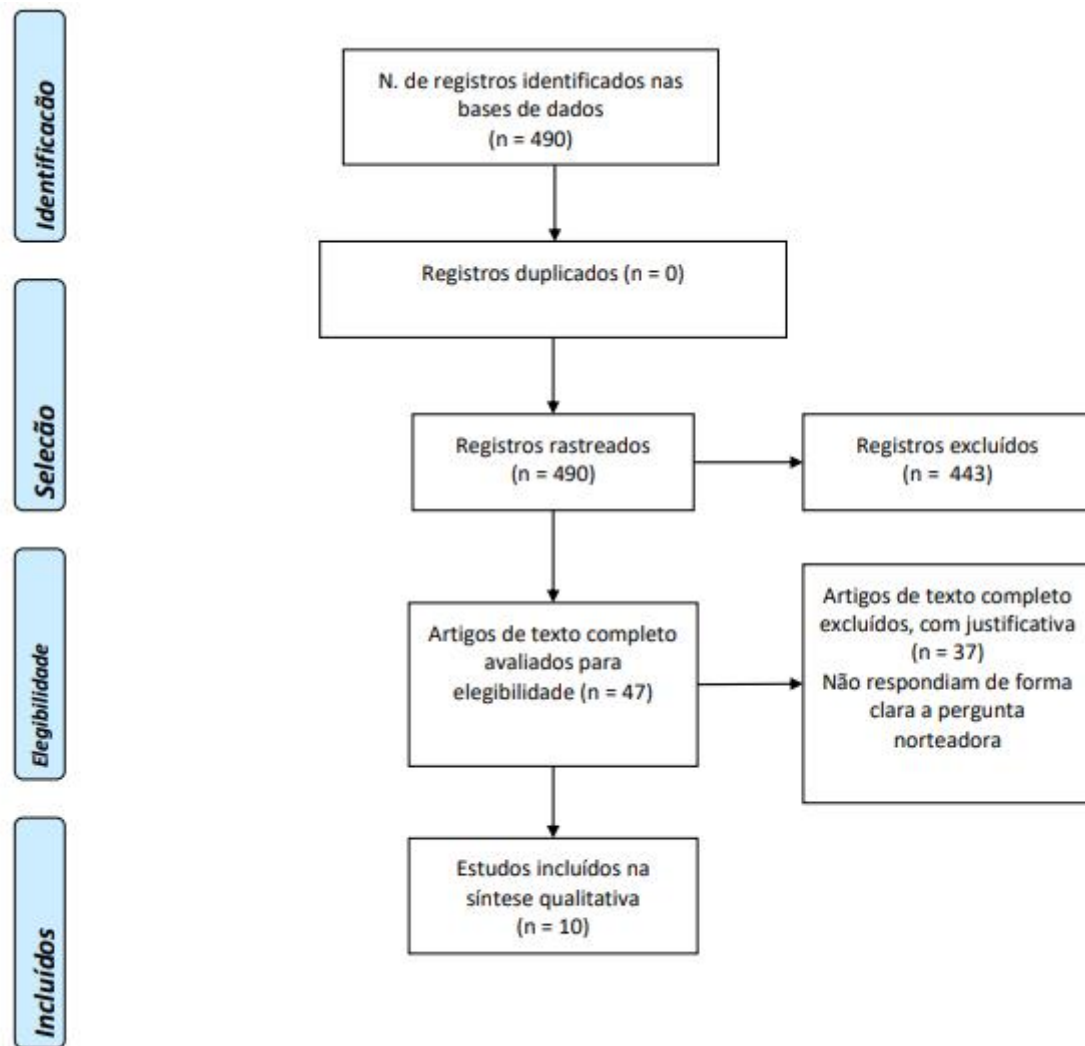 Identificacão
N. de registros identificados nas
bases de dados
(n = 490)
Registros duplicados (n = 0)
Selecão
Registros rastreados
(n = 490)
Registros excluídos
(n = 443)
Elegibilidade
Artigos de texto completo
avaliados para
elegibilidade (n = 47)
Artigos de texto completo
excluídos, com justificativa
(n = 37)
Não respondiam de forma
clara a pergunta
norteadora
Incluídos
Estudos incluídos na
síntese qualitativa
(n = 10)